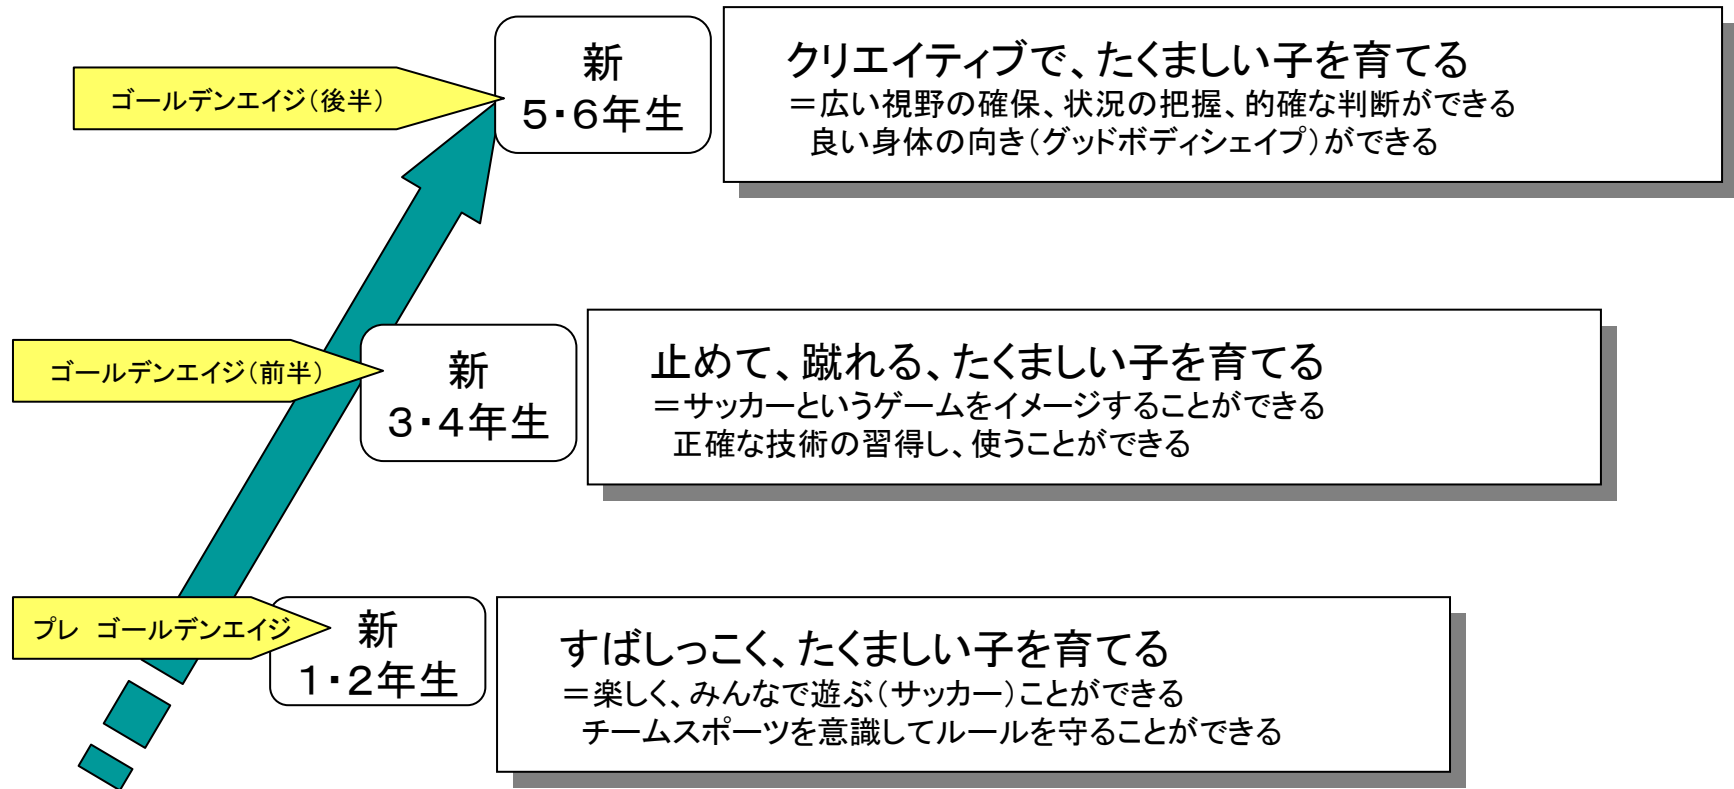 ゴールデンエイジ（後半）
新
５・６年生
クリエイティブで、たくましい子を育てる
＝広い視野の確保、状況の把握、的確な判断ができる
良い身体の向き（グッドボディシェイプ）ができる
ゴールデンエイジ（前半）
新
３・４年生
止めて、蹴れる、たくましい子を育てる
＝サッカーというゲームをイメージすることができる
正確な技術の習得し、使うことができる
プレ　ゴールデンエイジ
新
１・２年生
すばしっこく、たくましい子を育てる
＝楽しく、みんなで遊ぶ（サッカー）ことができる
チームスポーツを意識してルールを守ることができる